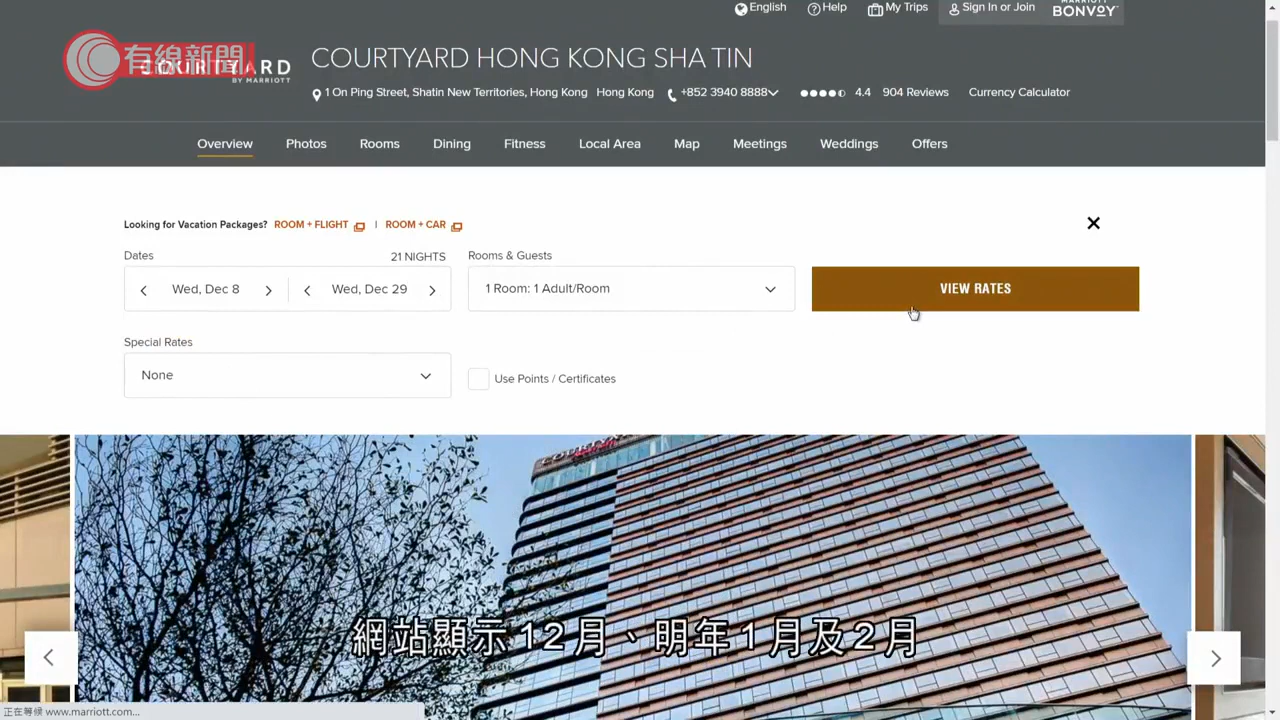 English
Help
My Trips
Sign In or Join
MARRIOTT
BONVOY
有線新聞
COURTYARD
BY MARRIOTT
COURTYARD HONG KONG SHA TIN
1 On Ping Street, Shatin New Territories, Hong Kong Hong Kong +852 3940 8888 4.4 904 Reviews Currency Calculator
Overview Photos Rooms Dining Fitness Local Area Map Meetings Weddings Offers
Looking for Vacation Packages? ROOM + FLIGHT | ROOM + CAR
Dates 21 NIGHTS Rooms & Guests
Wed, Dec 8 Wed, Dec 29 1 Room: 1 Adult/Room VIEW RATES
Special Rates
None Use Points / Certificates
COURTYARD
網站顯示12月、明年1月及2月
正在等候 www.marriott.com...